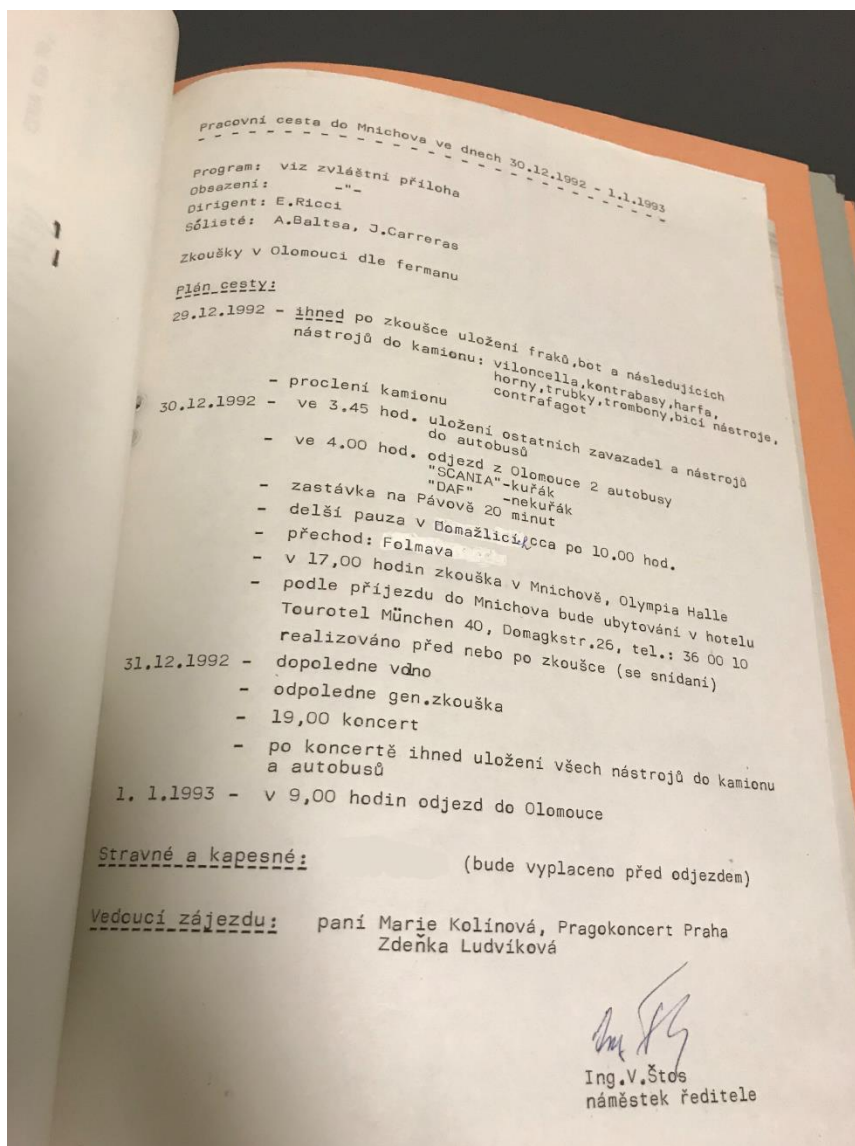 Pracovní cesta do Mnichova ve dnech 30.12.1992 - 1.1.1993
Program: viz zvláštní příloha
Obsazení: -"-
Dirigent: E.Ricci
Sólisté: A.Baltsa, J.Carreras
Zkoušky v Olomouci dle fermanu
Plán cesty:
29.12.1992 - ihned po zkoušce uložení fraků,bot a následujících
nástrojů do kamionu: viloncella,kontrabasy,harfa,
horny,trubky,trombony,bicí nástroje,
contrafagot
- proclení kamionu
30.12.1992 - ve 3.45 hod. uložení ostatních zavazadel a nástrojů
do autobusů
- ve 4.00 hod. odjezd z Olomouce 2 autobusy
"SCANIA"-kuřák
"DAF" -nekuřák
- zastávka na Pávově 20 minut
- delší pauza v Domažlicích cca po 10.00 hod.
- přechod: Folmava
- v 17,00 hodin zkouška v Mnichově, Olympia Halle
- podle příjezdu do Mnichova bude ubytování v hotelu
Tourotel München 40, Domagkstr.26, tel.: 36 00 10
realizováno před nebo po zkoušce (se snídaní)
31.12.1992 - dopoledne volno
- odpoledne gen.zkouška
- 19,00 koncert
- po koncertě ihned uložení všech nástrojů do kamionu
a autobusů
1. 1.1993 - v 9,00 hodin odjezd do Olomouce
Stravné a kapesné: (bude vyplaceno před odjezdem)
Vedoucí zájezdu: paní Marie Kolínová, Pragokoncert Praha
Zdeňka Ludvíková
Ing.V.Štos
náměstek ředitele